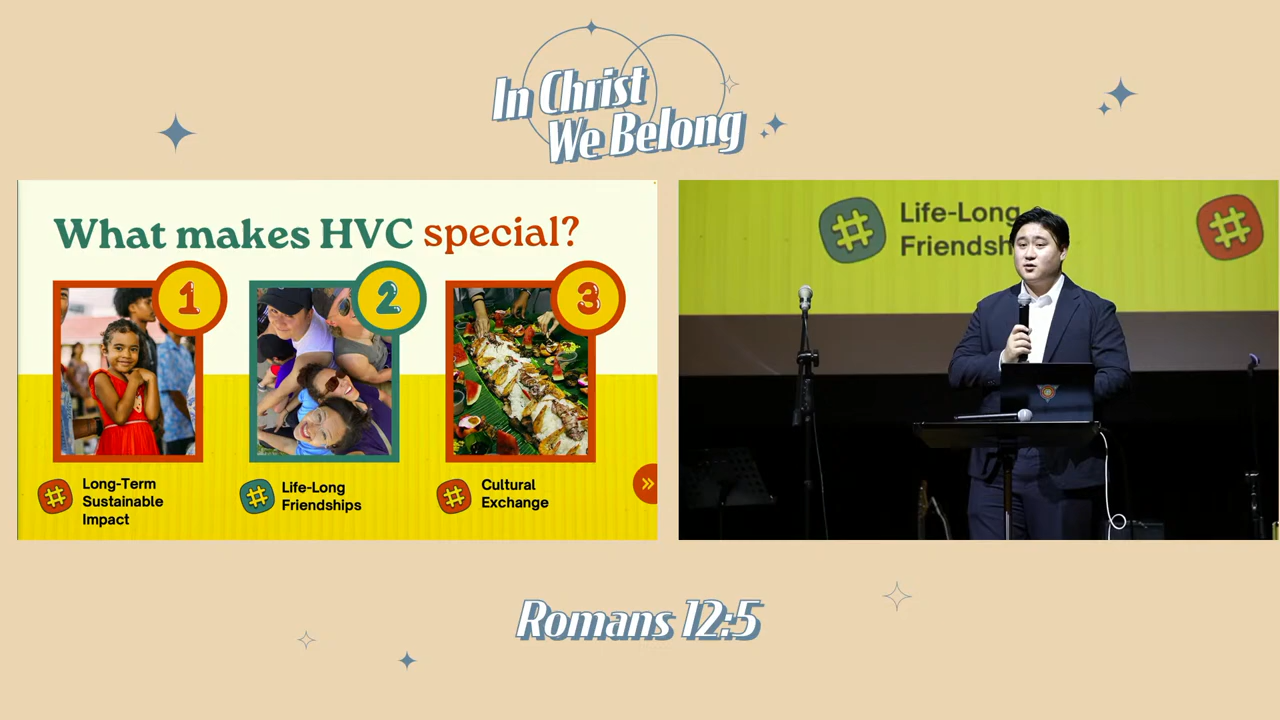 In Christ
We Belong
What makes HVC special?
1
2
3
# Long-Term
Sustainable
Impact
# Life-Long
Friendships
# Cultural
Exchange
»
# Life-Long
Friendsh
#
Romans 12:5